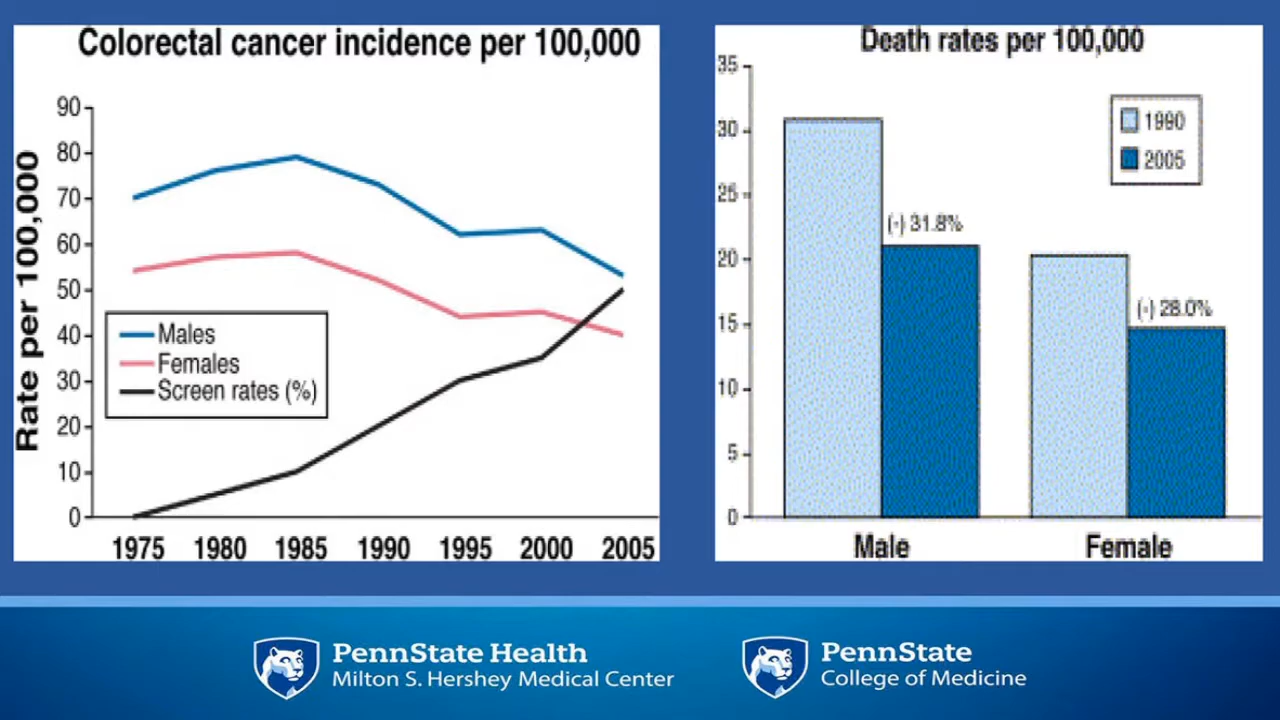 Colorectal cancer incidence per 100,000
Rate per 100,000
90
80
70
60
50
40
30
20
10
0
Males
Females
Screen rates (%)
1975 1980 1985 1990 1995 2000 2005
Death rates per 100,000
35
30
25
20
15
10
5
0
1990
2005
(-) 31.8%
(-) 28.0%
Male Female
PennState Health
Milton S. Hershey Medical Center
PennState
College of Medicine